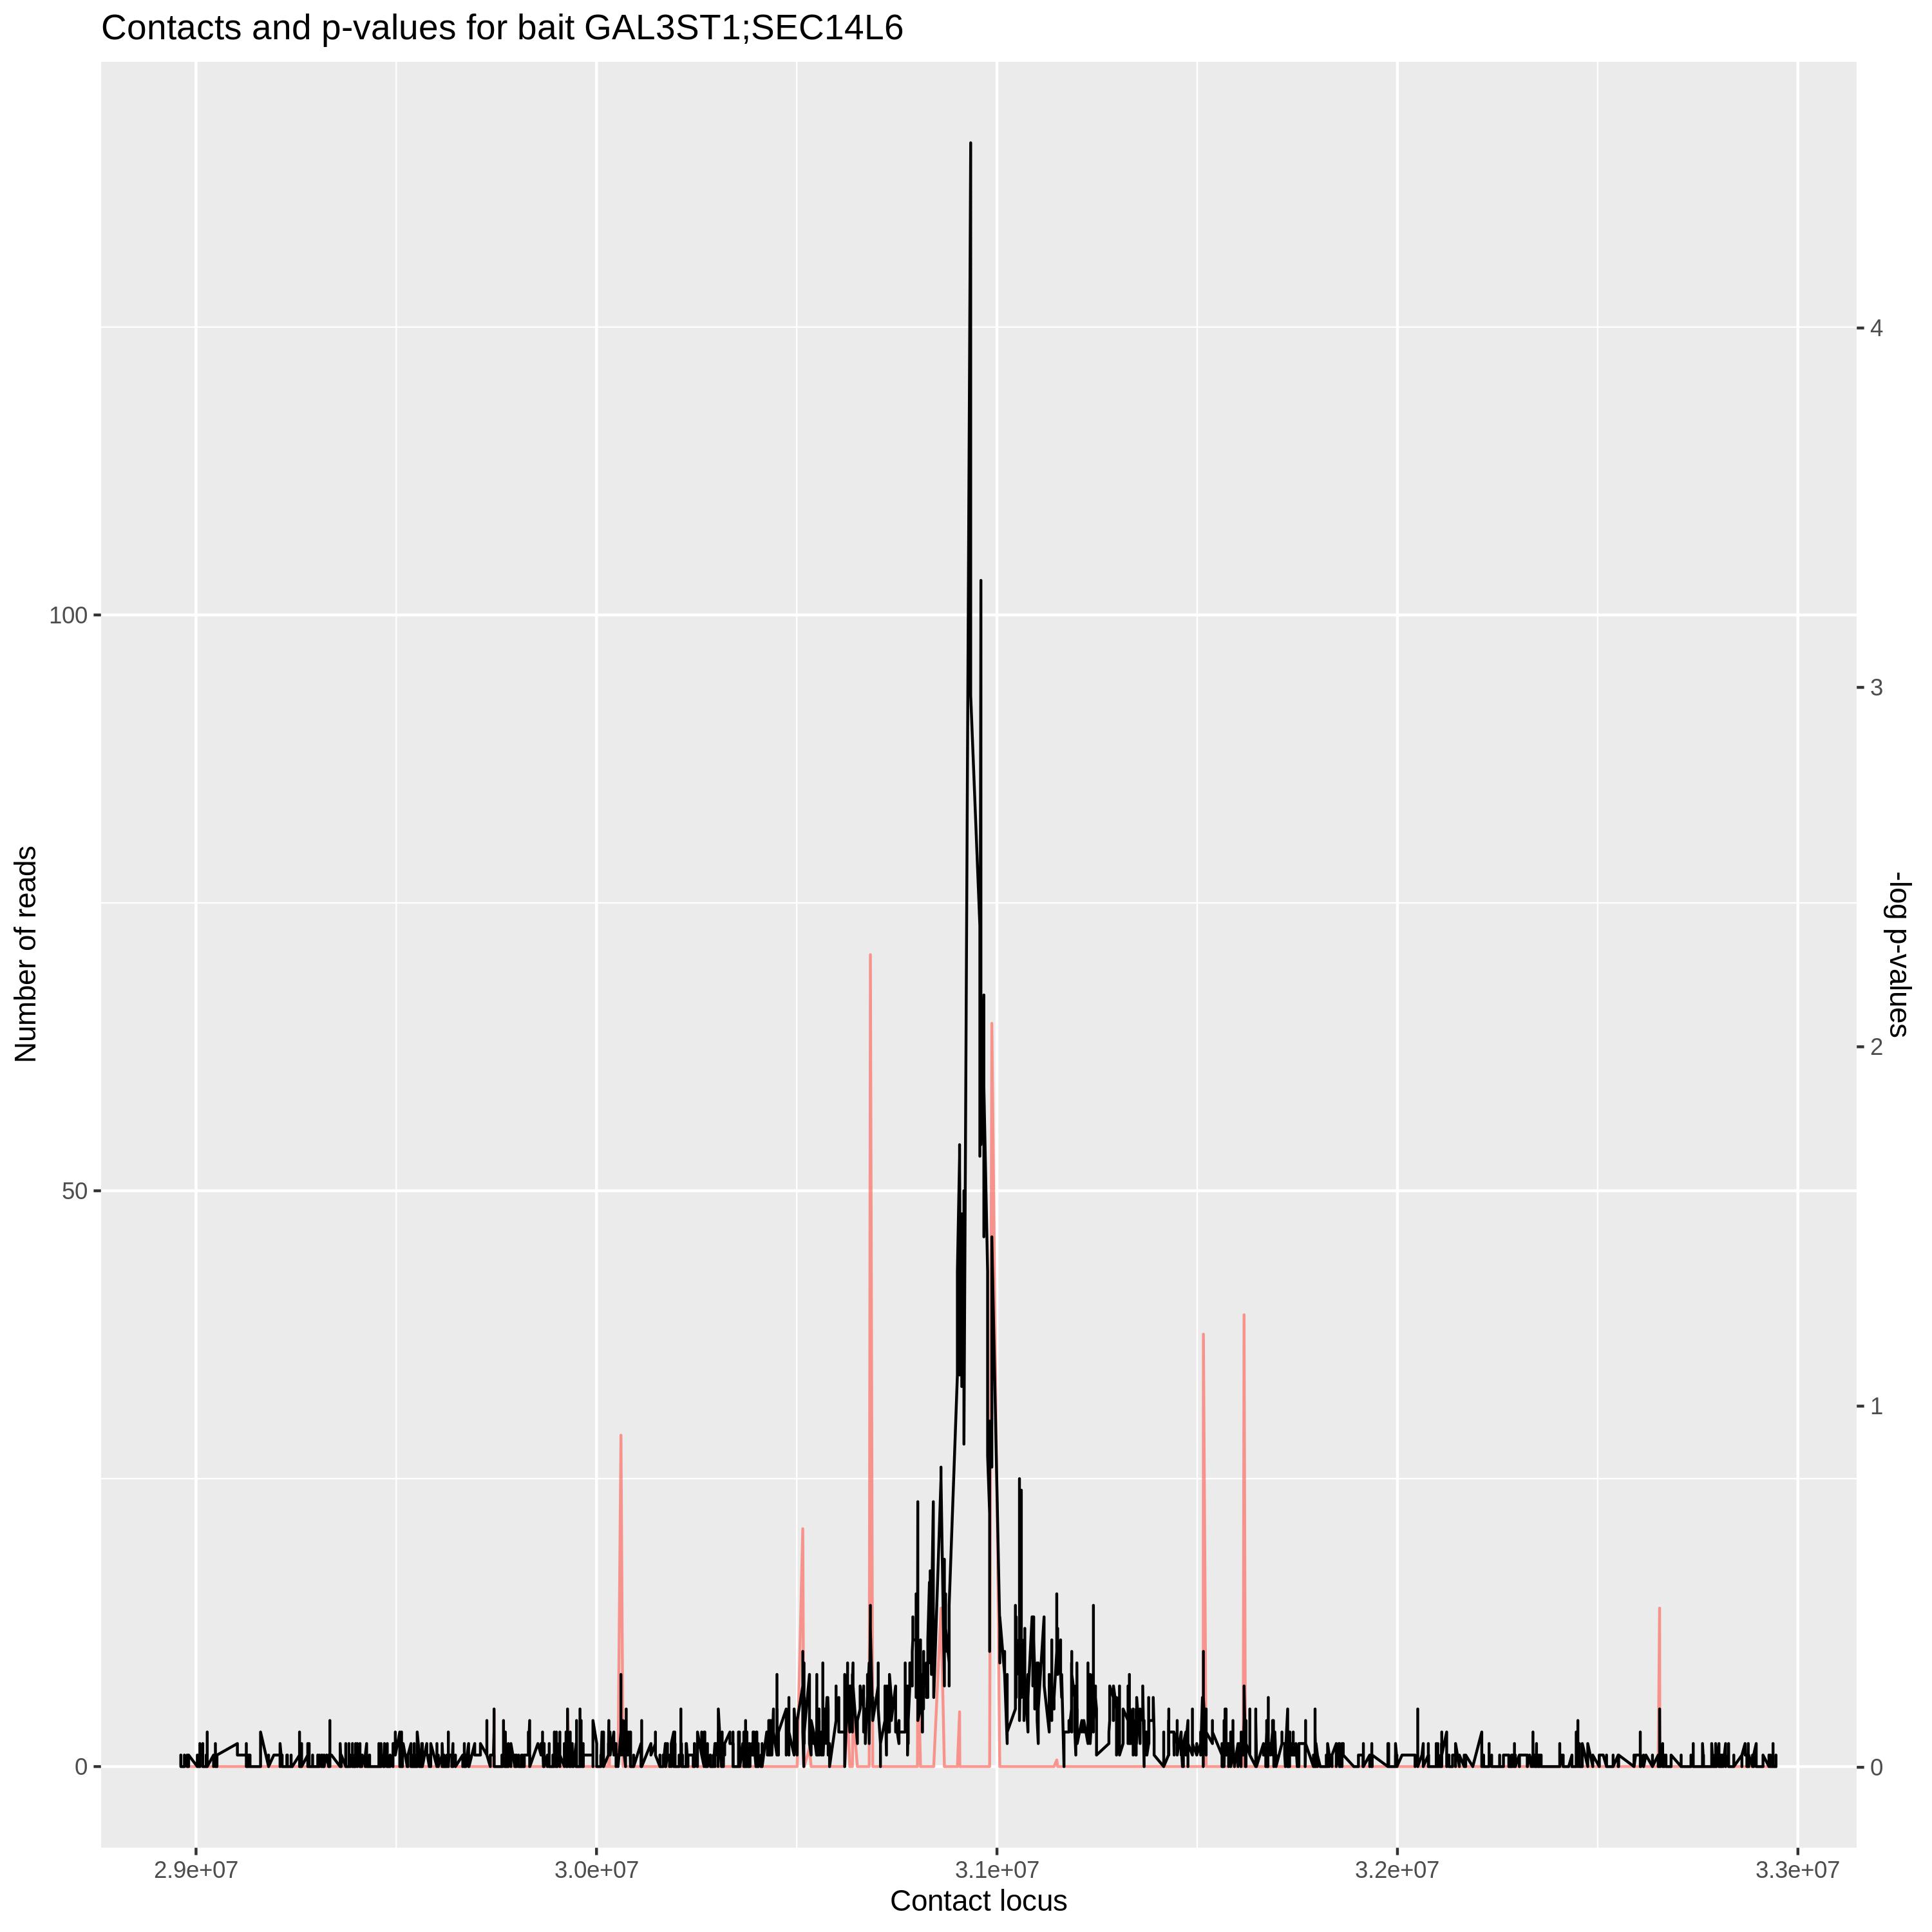 Contacts and p-values for bait GAL3ST1;SEC14L6
Number of reads
100
50
0
4
3
2
1
0
-log p-values
2.9e+07
3.0e+07
3.1e+07
3.2e+07
3.3e+07
Contact locus